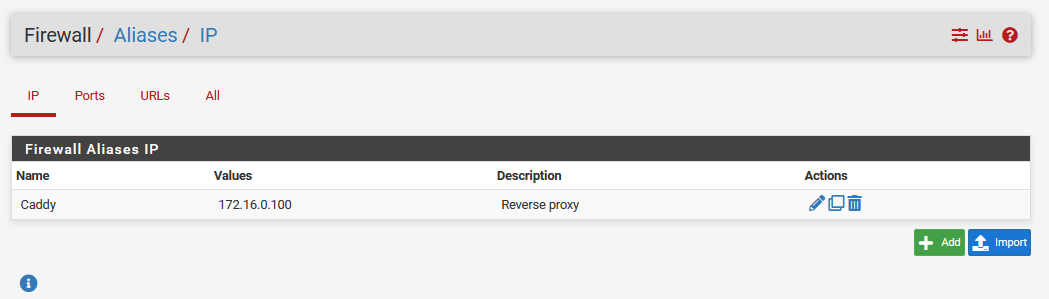 Firewall / Aliases / IP
IP Ports URLs All
Firewall Aliases IP
Name Values Description Actions
Caddy 172.16.0.100 Reverse proxy
Add Import